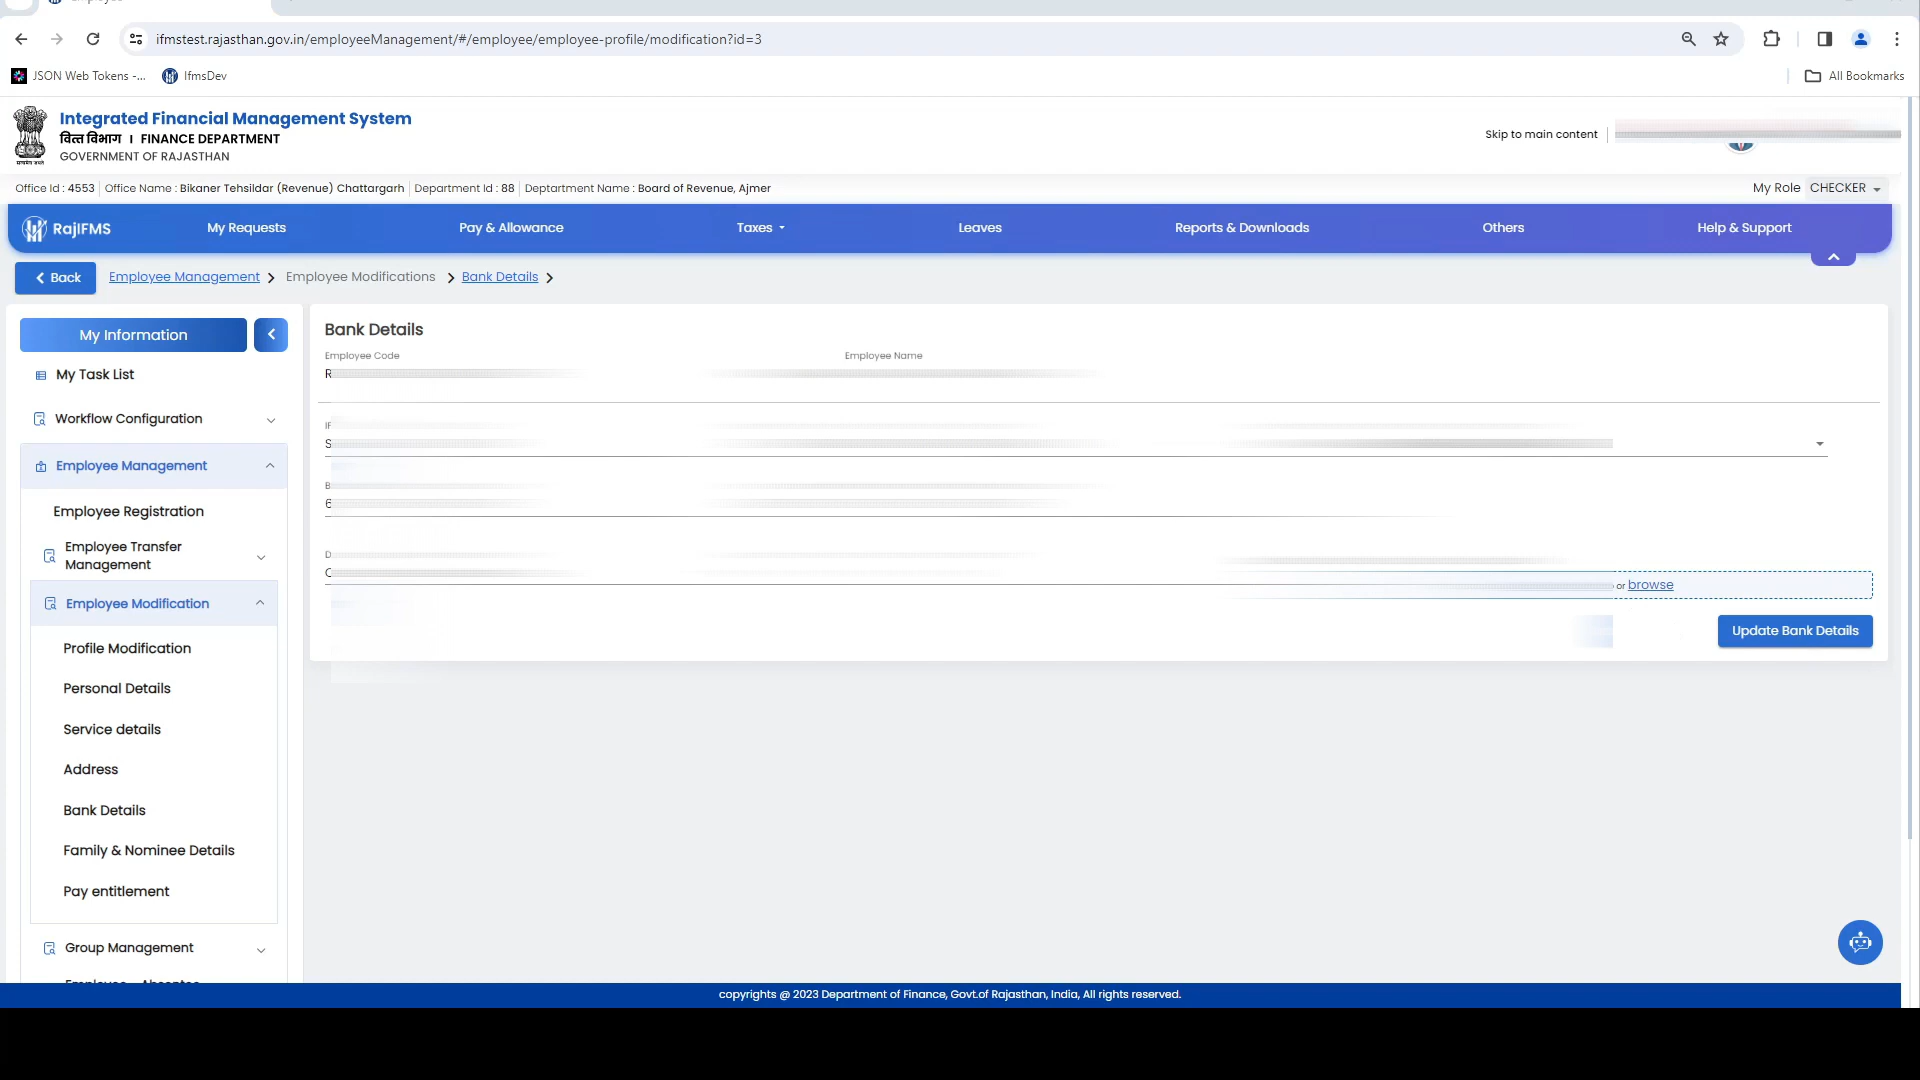 ifmstest.rajasthan.gov.in/employeeManagement/#/employee/employee-profile/modification?id=3
JSON Web Tokens -... IfmsDev All Bookmarks
Integrated Financial Management System
वित्त विभाग | FINANCE DEPARTMENT
GOVERNMENT OF RAJASTHAN
Skip to main content
Office Id : 4553 Office Name : Bikaner Tehsildar (Revenue) Chattargarh Department Id : 88 Deptartment Name : Board of Revenue, Ajmer
My Role CHECKER
RajIFMS My Requests Pay & Allowance Taxes Leaves Reports & Downloads Others Help & Support
Back Employee Management Employee Modifications Bank Details
My Information
My Task List
Workflow Configuration
Employee Management
Employee Registration
Employee Transfer
Management
Employee Modification
Profile Modification
Personal Details
Service details
Address
Bank Details
Family & Nominee Details
Pay entitlement
Group Management
Bank Details
Employee Code Employee Name
R
S
B
6
D
or browse
Update Bank Details
copyrights @ 2023 Department of Finance, Govt.of Rajasthan, India, All rights reserved.